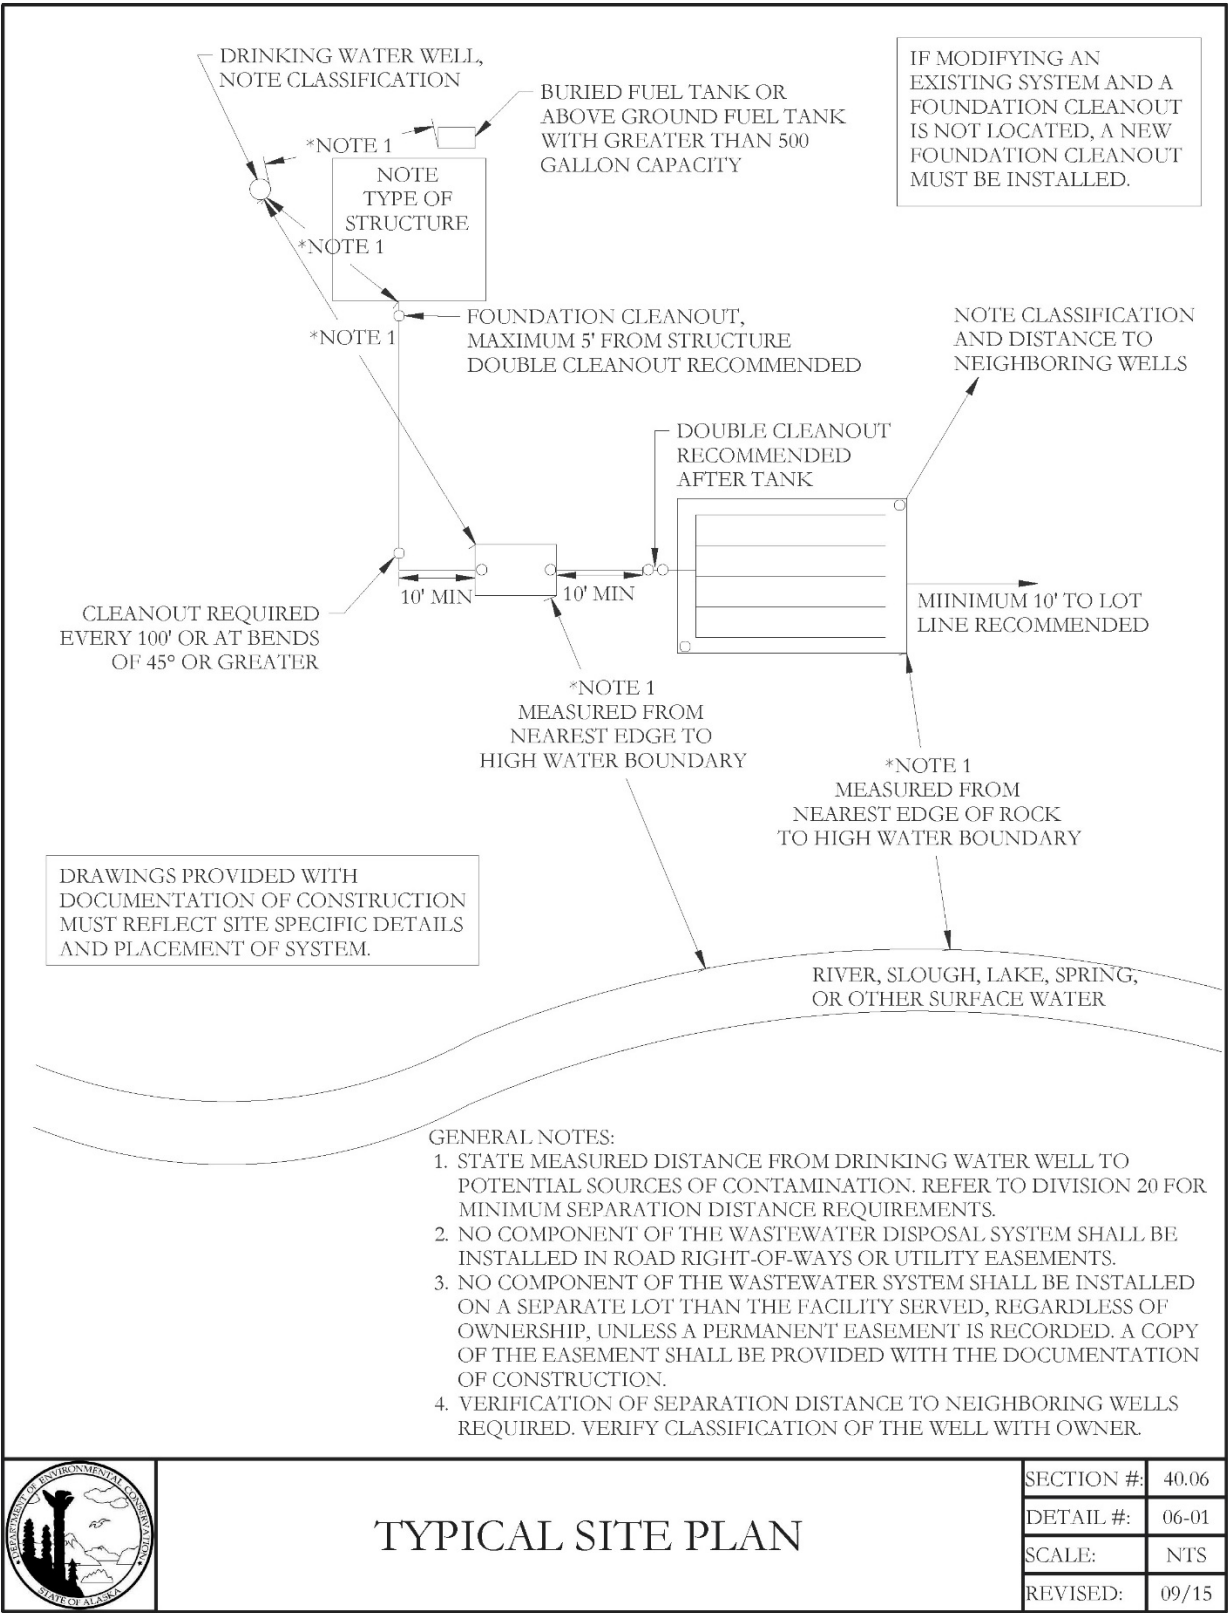 DRINKING WATER WELL,
NOTE CLASSIFICATION
BURIED FUEL TANK OR
ABOVE GROUND FUEL TANK
WITH GREATER THAN 500
GALLON CAPACITY
IF MODIFYING AN
EXISTING SYSTEM AND A
FOUNDATION CLEANOUT
IS NOT LOCATED, A NEW
FOUNDATION CLEANOUT
MUST BE INSTALLED.
*NOTE 1
NOTE
TYPE OF
STRUCTURE
*NOTE 1
*NOTE 1
FOUNDATION CLEANOUT,
MAXIMUM 5' FROM STRUCTURE
DOUBLE CLEANOUT RECOMMENDED
NOTE CLASSIFICATION
AND DISTANCE TO
NEIGHBORING WELLS
DOUBLE CLEANOUT
RECOMMENDED
AFTER TANK
10' MIN
10' MIN
CLEANOUT REQUIRED
EVERY 100' OR AT BENDS
OF 45° OR GREATER
MIINIMUM 10' TO LOT
LINE RECOMMENDED
*NOTE 1
MEASURED FROM
NEAREST EDGE TO
HIGH WATER BOUNDARY
*NOTE 1
MEASURED FROM
NEAREST EDGE OF ROCK
TO HIGH WATER BOUNDARY
DRAWINGS PROVIDED WITH
DOCUMENTATION OF CONSTRUCTION
MUST REFLECT SITE SPECIFIC DETAILS
AND PLACEMENT OF SYSTEM.
RIVER, SLOUGH, LAKE, SPRING,
OR OTHER SURFACE WATER
GENERAL NOTES:
1. STATE MEASURED DISTANCE FROM DRINKING WATER WELL TO
POTENTIAL SOURCES OF CONTAMINATION. REFER TO DIVISION 20 FOR
MINIMUM SEPARATION DISTANCE REQUIREMENTS.
2. NO COMPONENT OF THE WASTEWATER DISPOSAL SYSTEM SHALL BE
INSTALLED IN ROAD RIGHT-OF-WAYS OR UTILITY EASEMENTS.
3. NO COMPONENT OF THE WASTEWATER SYSTEM SHALL BE INSTALLED
ON A SEPARATE LOT THAN THE FACILITY SERVED, REGARDLESS OF
OWNERSHIP, UNLESS A PERMANENT EASEMENT IS RECORDED. A COPY
OF THE EASEMENT SHALL BE PROVIDED WITH THE DOCUMENTATION
OF CONSTRUCTION.
4. VERIFICATION OF SEPARATION DISTANCE TO NEIGHBORING WELLS
REQUIRED. VERIFY CLASSIFICATION OF THE WELL WITH OWNER.
DEPARTMENT OF ENVIRONMENTAL CONSERVATION
STATE OF ALASKA
TYPICAL SITE PLAN
SECTION #: 40.06
DETAIL #: 06-01
SCALE: NTS
REVISED: 09/15